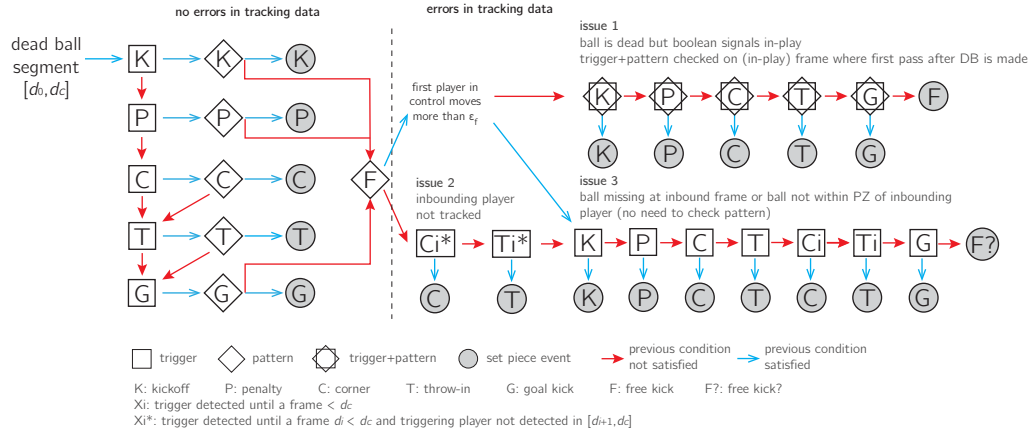 no errors in tracking data
errors in tracking data
dead ball
segment
[d₀,dc]
K K K
P P P
C C C
T T T
G G G
F
first player in
control moves
more than εf
issue 1
ball is dead but boolean signals in-play
trigger+pattern checked on (in-play) frame where first pass after DB is made
K P C T G F
K P C T G
issue 2
inbounding player
not tracked
Ci* Ti*
C T
issue 3
ball missing at inbound frame or ball not within PZ of inbounding
player (no need to check pattern)
K P C T Ci Ti G F?
K P C T C T G
trigger pattern trigger+pattern set piece event previous condition
not satisfied previous condition
satisfied
K: kickoff P: penalty C: corner T: throw-in G: goal kick F: free kick F?: free kick?
Xi: trigger detected until a frame < dc
Xi*: trigger detected until a frame di < dc and triggering player not detected in [di+1,dc]